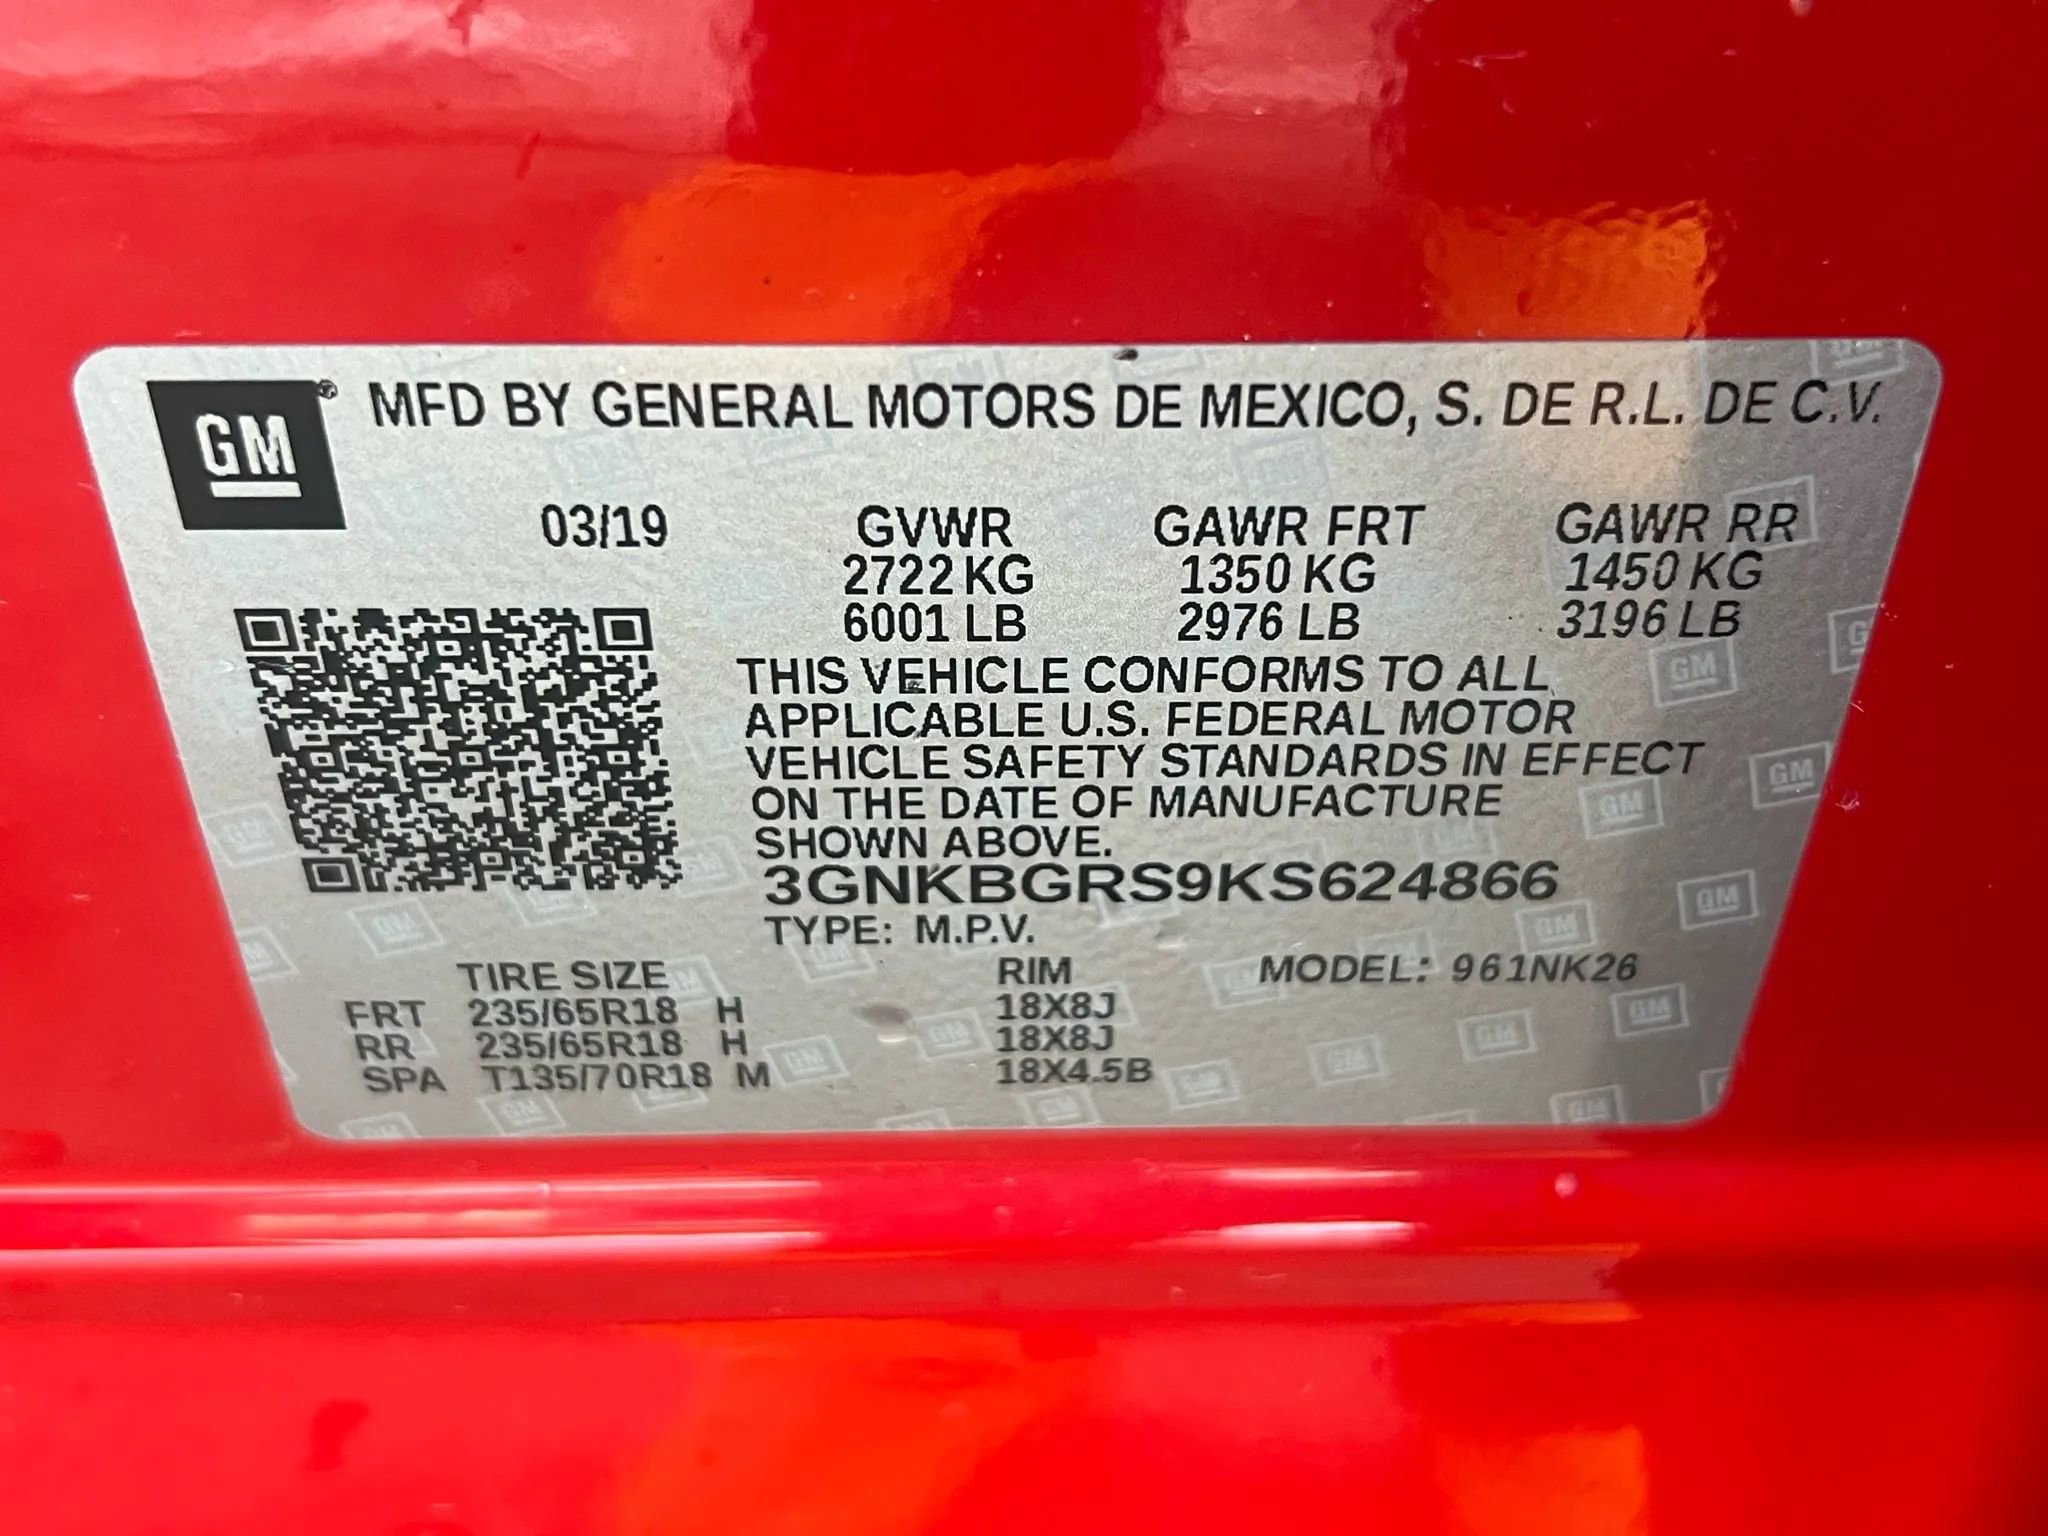 GM ® MFD BY GENERAL MOTORS DE MEXICO, S. DE R.L. DE C.V.
03/19 GVWR GAWR FRT GAWR RR
2722 KG 1350 KG 1450 KG
6001 LB 2976 LB 3196 LB
THIS VEHICLE CONFORMS TO ALL
APPLICABLE U.S. FEDERAL MOTOR
VEHICLE SAFETY STANDARDS IN EFFECT
ON THE DATE OF MANUFACTURE
SHOWN ABOVE.
3GNKBGRS9KS624866
TYPE: M.P.V.
TIRE SIZE RIM MODEL: 961NK26
FRT 235/65R18 H 18X8J
RR 235/65R18 H 18X8J
SPA T135/70R18 M 18X4.5B